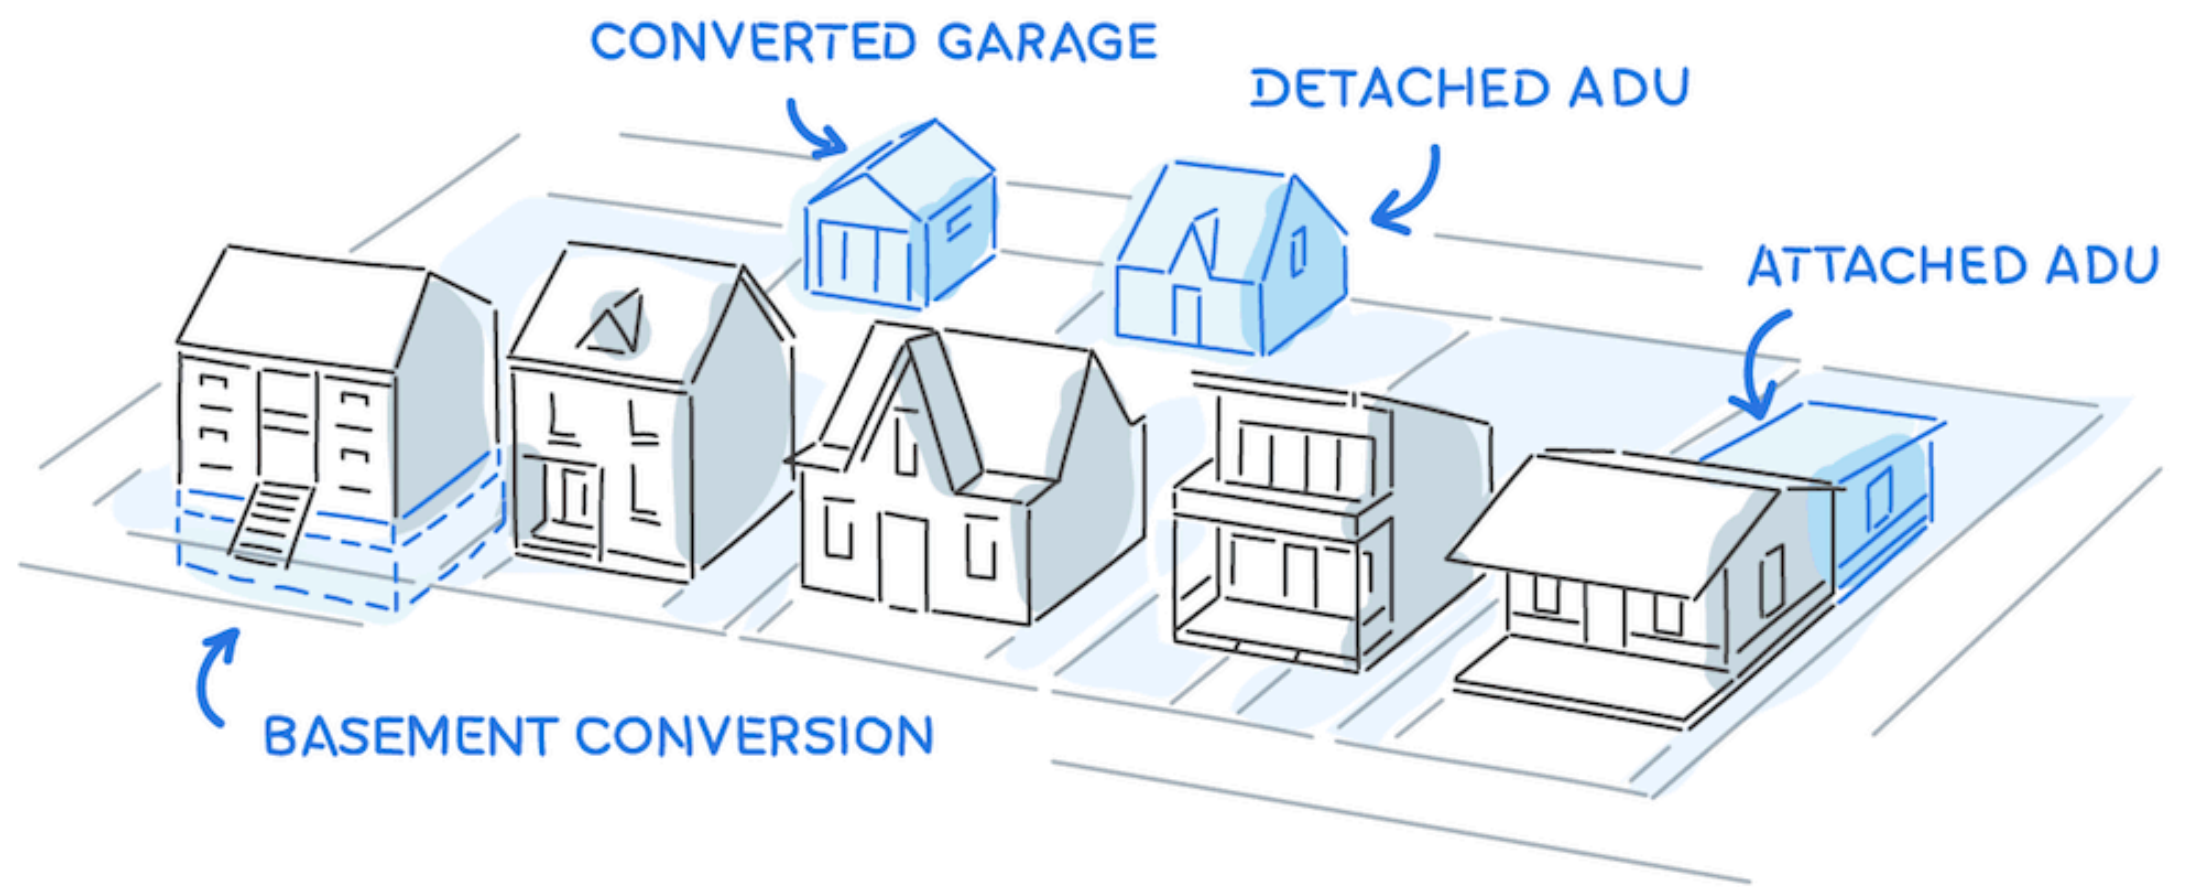 CONVERTED GARAGE
DETACHED ADU
ATTACHED ADU
BASEMENT CONVERSION